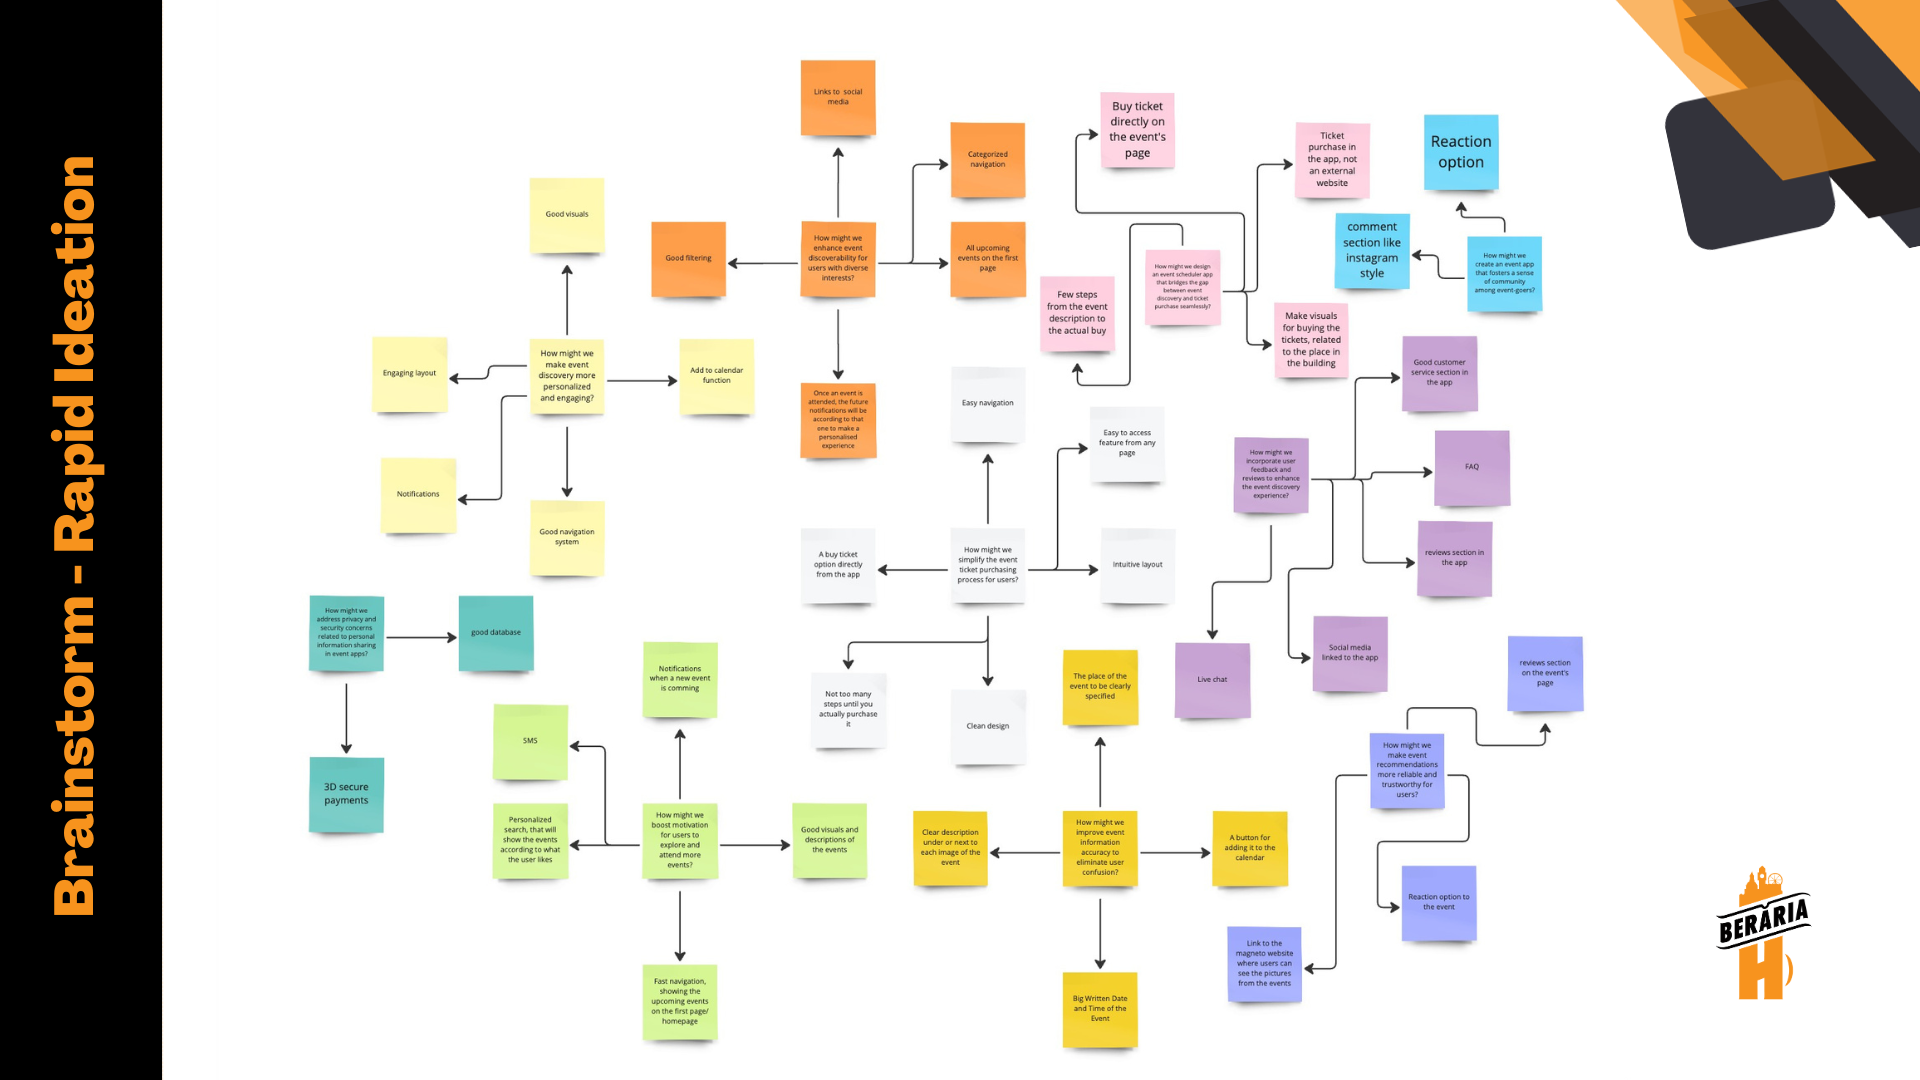 Brainstorm - Rapid Ideation
Links to social
media
Categorized
navigation
Good filtering
How might we
enhance event
discoverability for
users with diverse
interests?
All upcoming
events on the first
page
Once an event is
attended, the future
notifications will be
according to that
one to make a
personalised
experience
Good visuals
Engaging layout
How might we
make event
discovery more
personalized
and engaging?
Add to calendar
function
Notifications
Good navigation
system
Buy ticket
directly on
the event's
page
Ticket
purchase in
the app, not
an external
website
How might we design
an event scheduler app
that bridges the gap
between event
discovery and ticket
purchase seamlessly?
Few steps
from the event
description to
the actual buy
Make visuals
for buying the
tickets, related
to the place in
the building
Reaction
option
comment
section like
instagram
style
How might we
create an event app
that fosters a sense
of community
among event-goers?
Easy navigation
Easy to access
feature from any
page
A buy ticket
option directly
from the app
How might we
simplify the event
ticket purchasing
process for users?
Intuitive layout
Not too many
steps until you
actually purchase
it
Clean design
Good customer
service section in
the app
How might we
incorporate user
feedback and
reviews to enhance
the event discovery
experience?
FAQ
reviews section in
the app
Social media
linked to the app
Live chat
How might we
address privacy and
security concerns
related to personal
information sharing
in event apps?
good database
3D secure
payments
Notifications
when a new event
is comming
SMS
Personalized
search, that will
show the events
according to what
the user likes
How might we
boost motivation
for users to
explore and
attend more
events?
Good visuals and
descriptions of
the events
Fast navigation,
showing the
upcoming events
on the first page/
homepage
The place of the
event to be clearly
specified
Clear description
under or next to
each image of the
event
How might we
improve event
information
accuracy to
eliminate user
confusion?
A button for
adding it to the
calendar
Big Written Date
and Time of the
Event
reviews section
on the event's
page
How might we
make event
recommendations
more reliable and
trustworthy for
users?
Reaction option to
the event
Link to the
magneto website
where users can
see the pictures
from the events
BERĂRIA
H